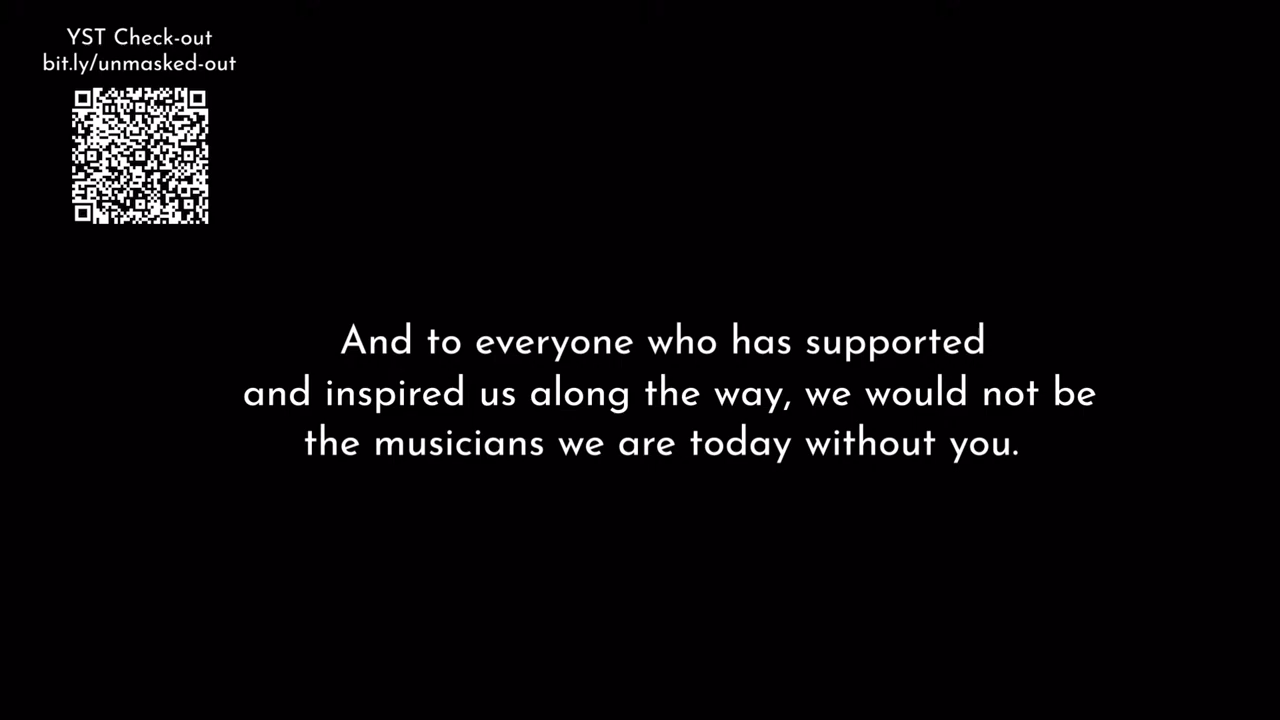 YST Check-out
bit.ly/unmasked-out
And to everyone who has supported
and inspired us along the way, we would not be
the musicians we are today without you.